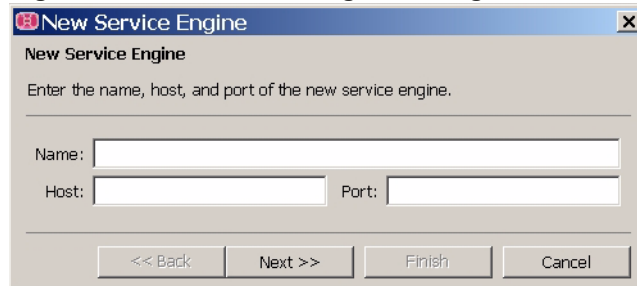 New Service Engine
New Service Engine
Enter the name, host, and port of the new service engine.
Name:
Host: Port:
<< Back Next >> Finish Cancel